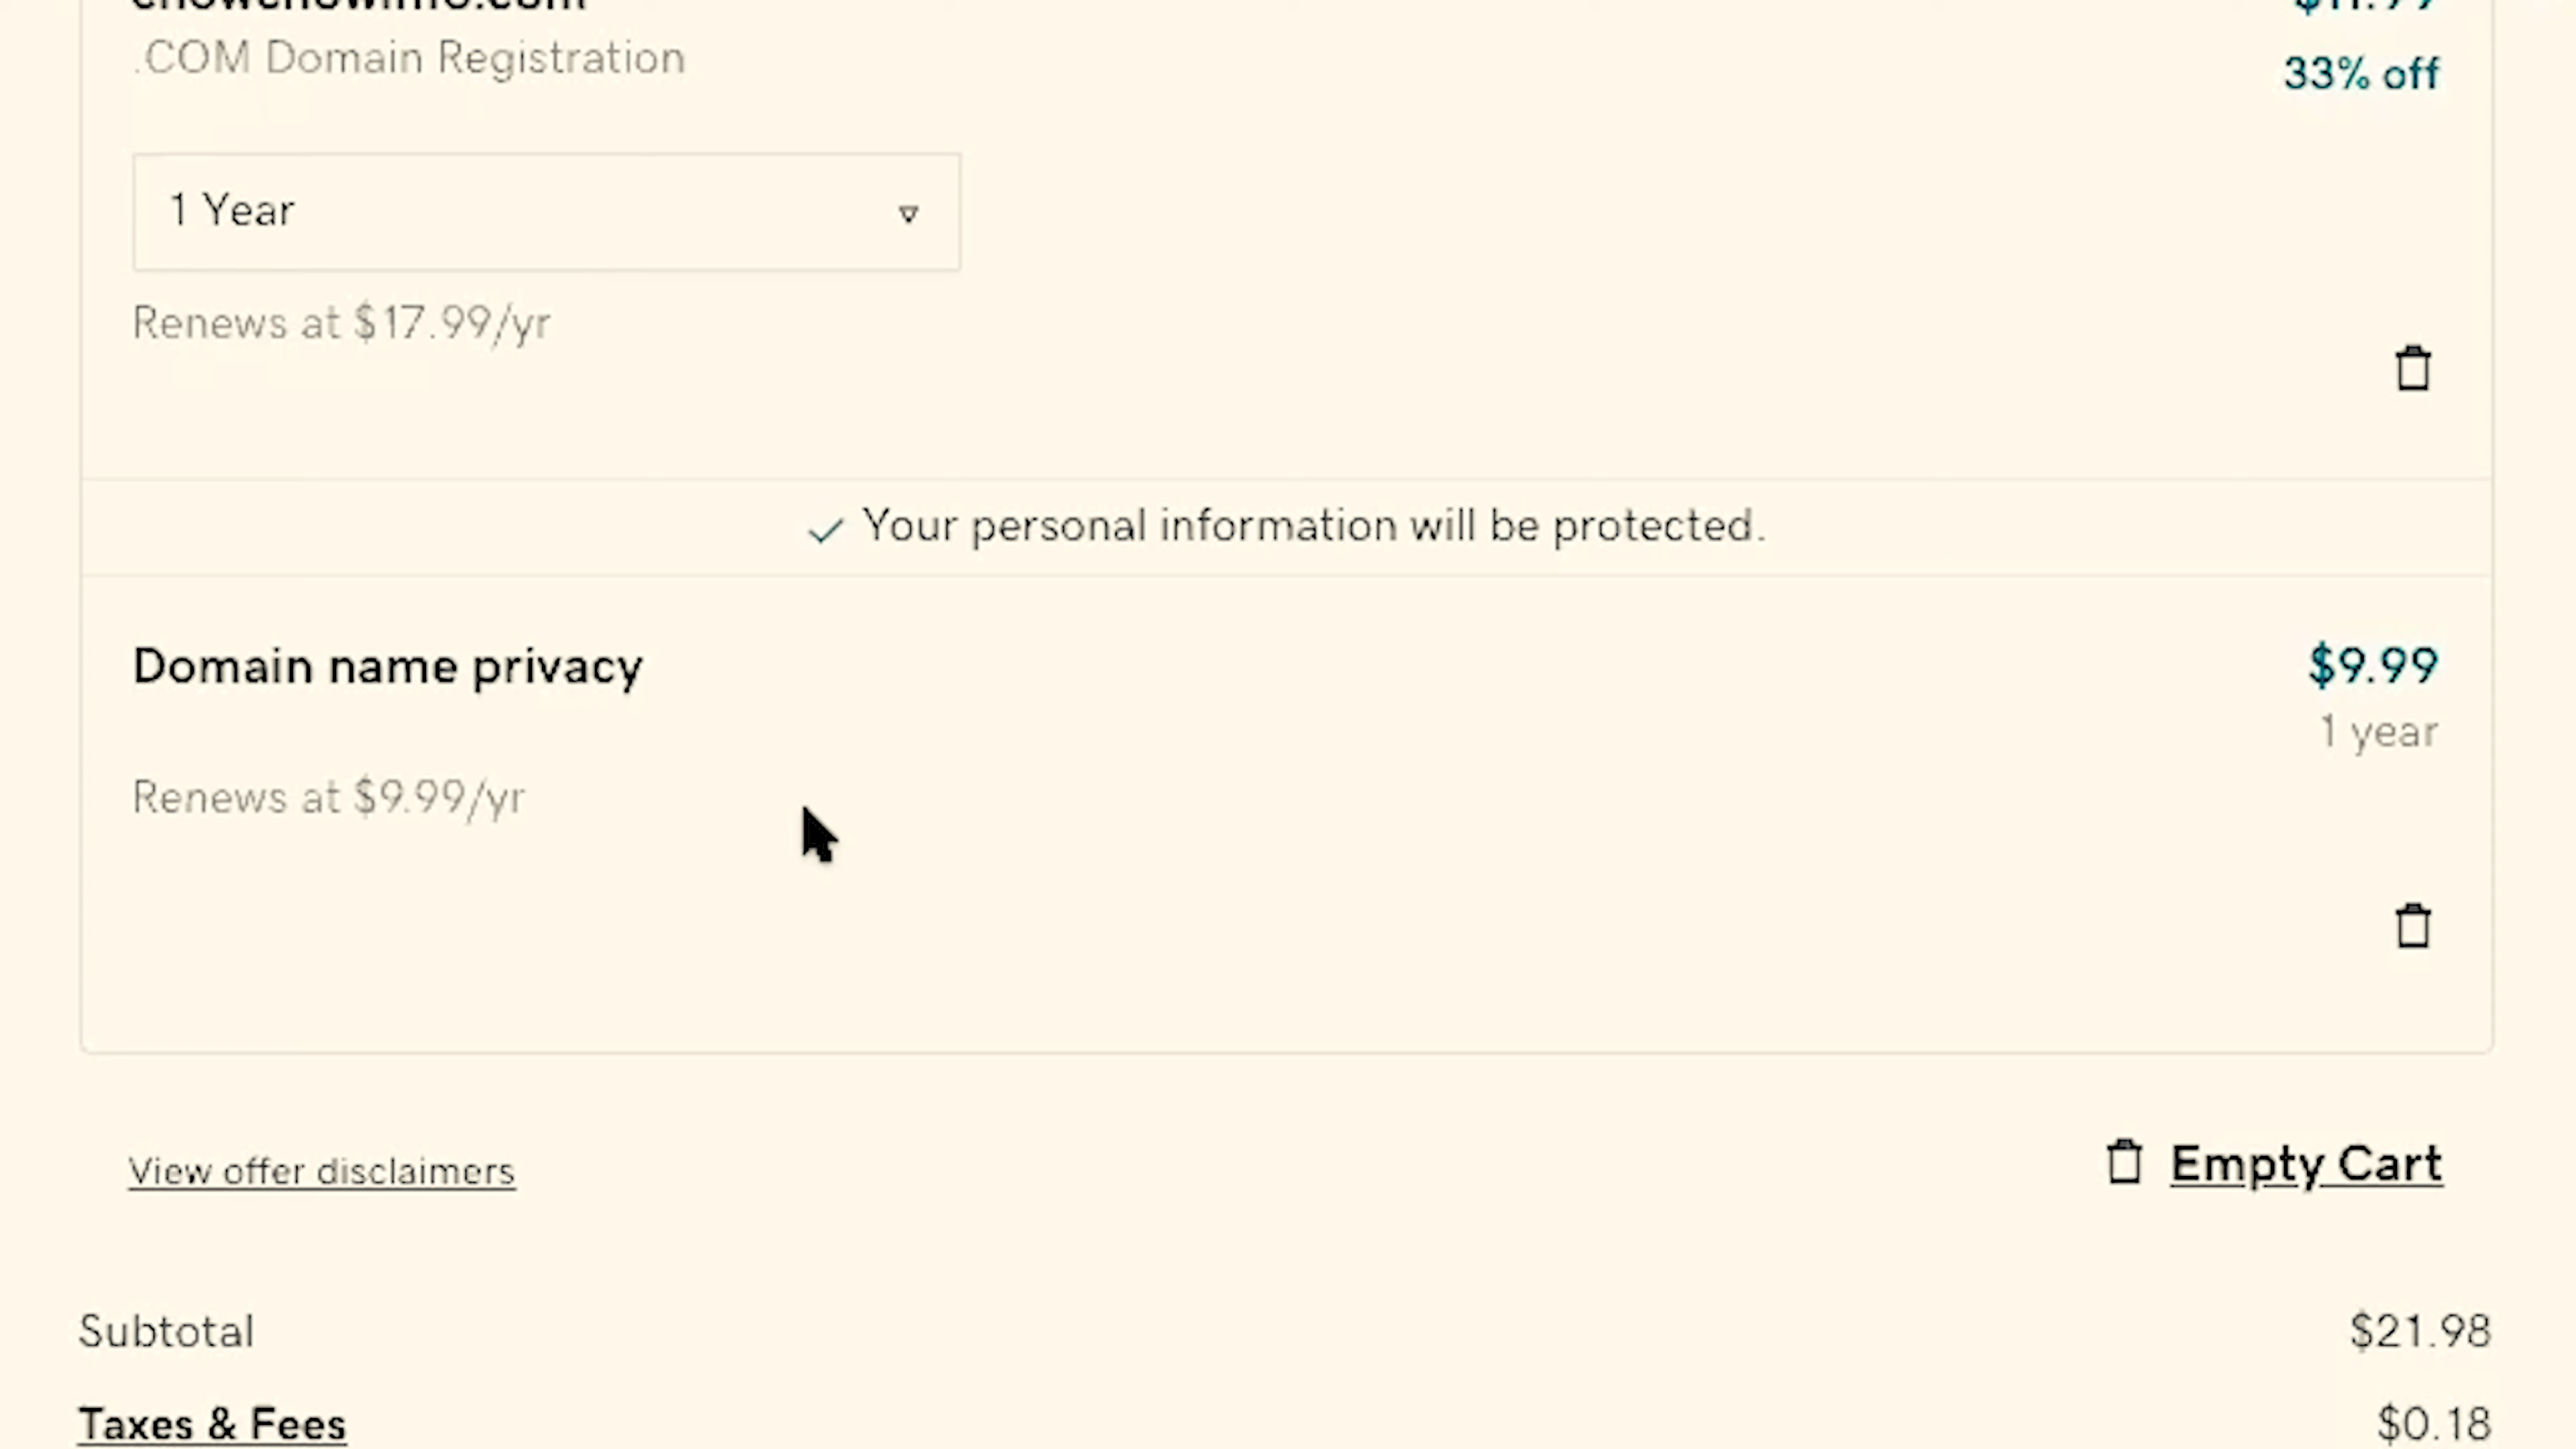 $11.99
.COM Domain Registration
33% off
1 Year
Renews at $17.99/yr
Your personal information will be protected.
Domain name privacy
$9.99
1 year
Renews at $9.99/yr
View offer disclaimers
Empty Cart
Subtotal
$21.98
Taxes & Fees
$0.18